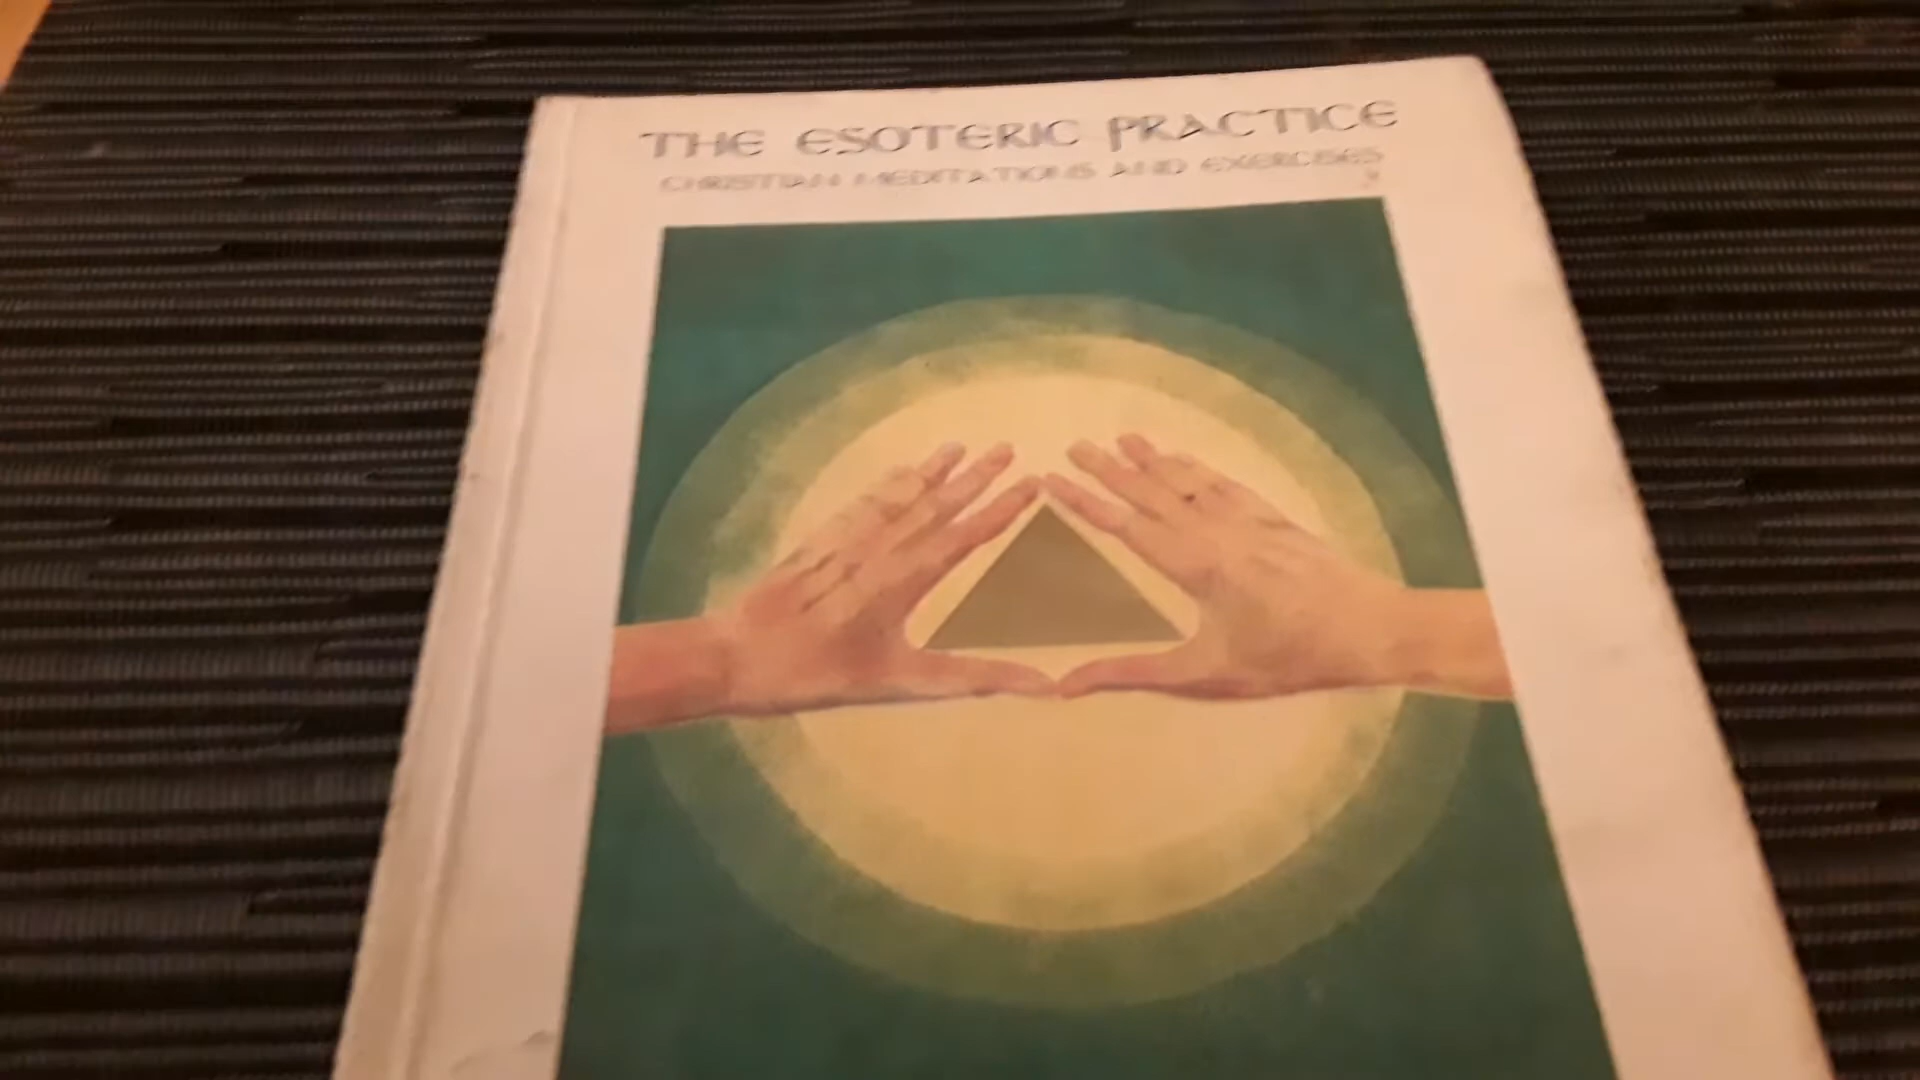 THE ESOTERIC PRACTICE
CHRISTIAN MEDITATIONS AND EXERCISES